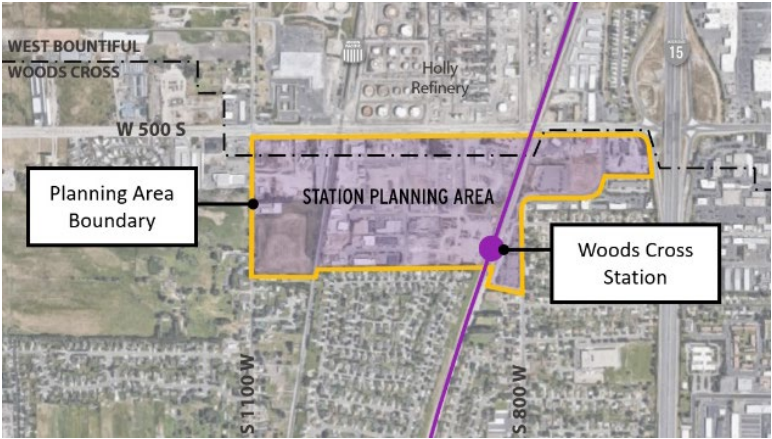 WEST BOUNTIFUL
WOODS CROSS
Holly
Refinery
15
W 500 S
Planning Area
Boundary
STATION PLANNING AREA
Woods Cross
Station
S 1100 W
S 800 W